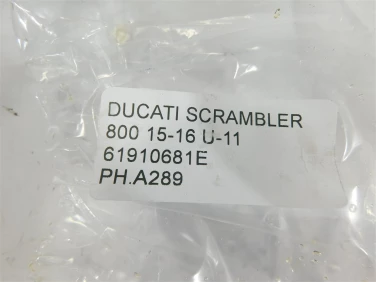 DUCATI SCRAMBLER
800 15-16 U-11
61910681E
PH.A289